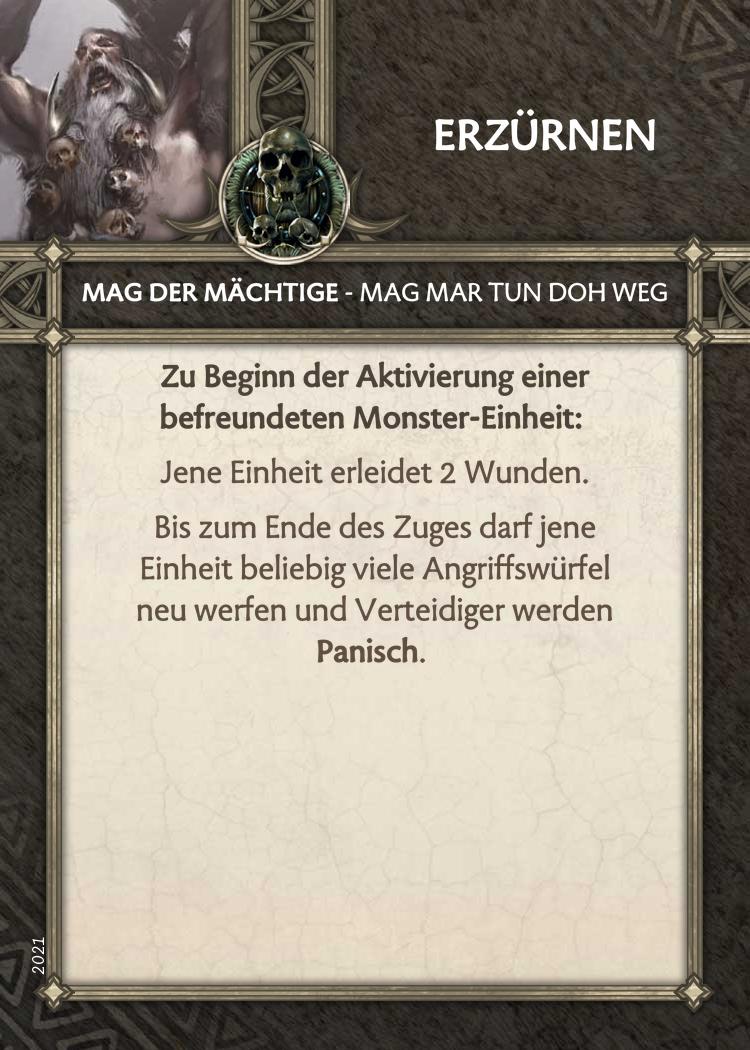 ERZÜRNEN
MAG DER MÄCHTIGE - MAG MAR TUN DOH WEG
Zu Beginn der Aktivierung einer
befreundeten Monster-Einheit:
Jene Einheit erleidet 2 Wunden.
Bis zum Ende des Zuges darf jene
Einheit beliebig viele Angriffswürfel
neu werfen und Verteidiger werden
Panisch.
2021